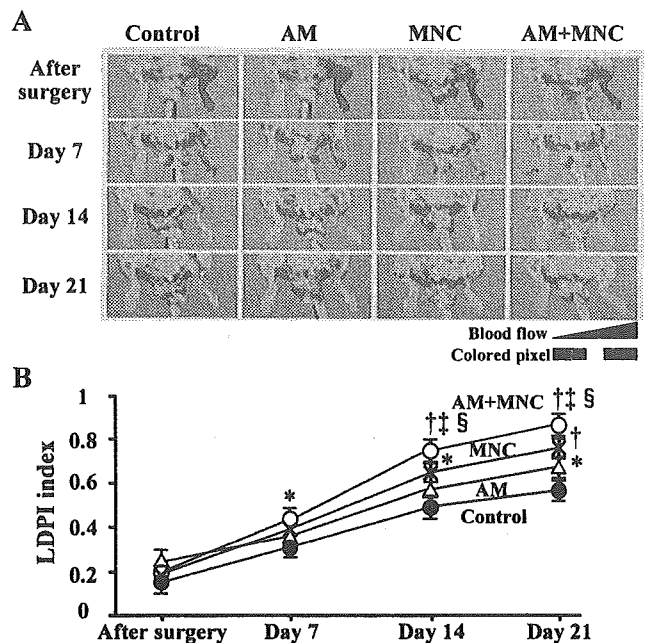 A
Control AM MNC AM+MNC
After surgery
Day 7
Day 14
Day 21
Blood flow
Colored pixel
B
LDPI index
1
0.8
0.6
0.4
0.2
0
AM+MNC
†‡ §
†‡ §
MNC
†
*
*
*
AM
Control
After surgery Day 7 Day 14 Day 21